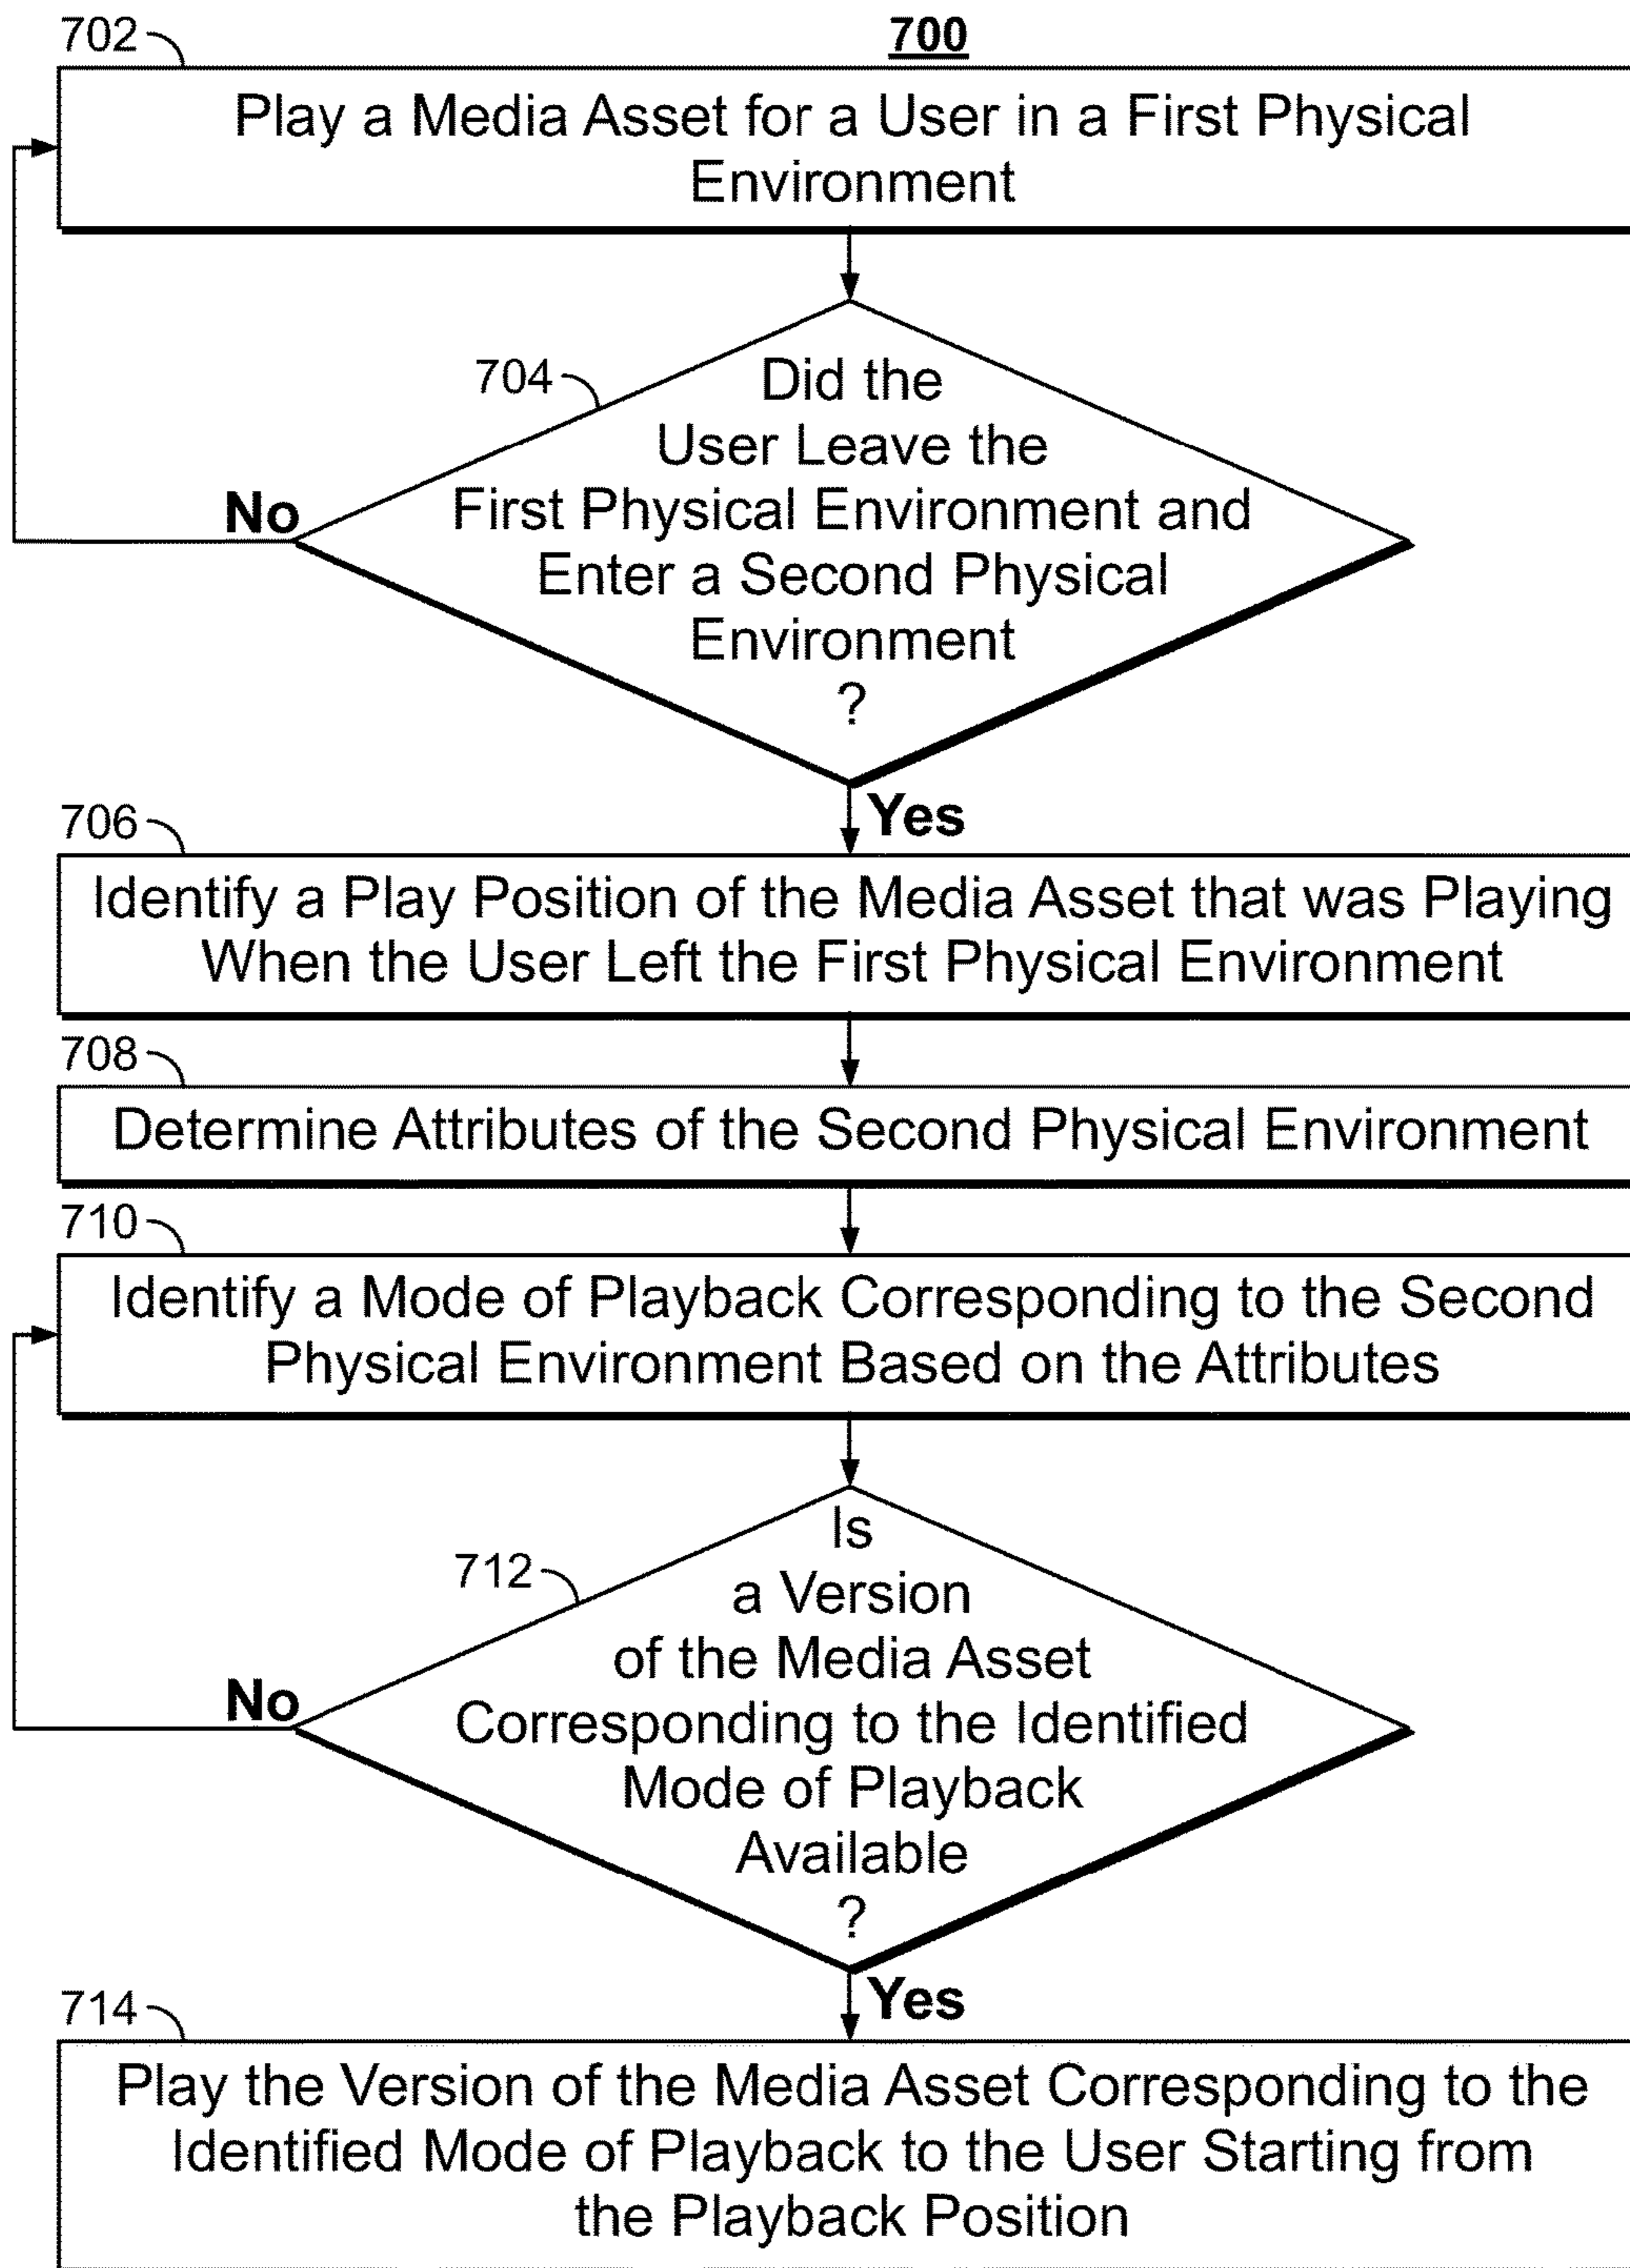 702
700
Play a Media Asset for a User in a First Physical
Environment
704
Did the
User Leave the
First Physical Environment and
Enter a Second Physical
Environment
?
No
Yes
706
Identify a Play Position of the Media Asset that was Playing
When the User Left the First Physical Environment
708
Determine Attributes of the Second Physical Environment
710
Identify a Mode of Playback Corresponding to the Second
Physical Environment Based on the Attributes
712
Is
a Version
of the Media Asset
Corresponding to the Identified
Mode of Playback
Available
?
No
Yes
714
Play the Version of the Media Asset Corresponding to the
Identified Mode of Playback to the User Starting from
the Playback Position